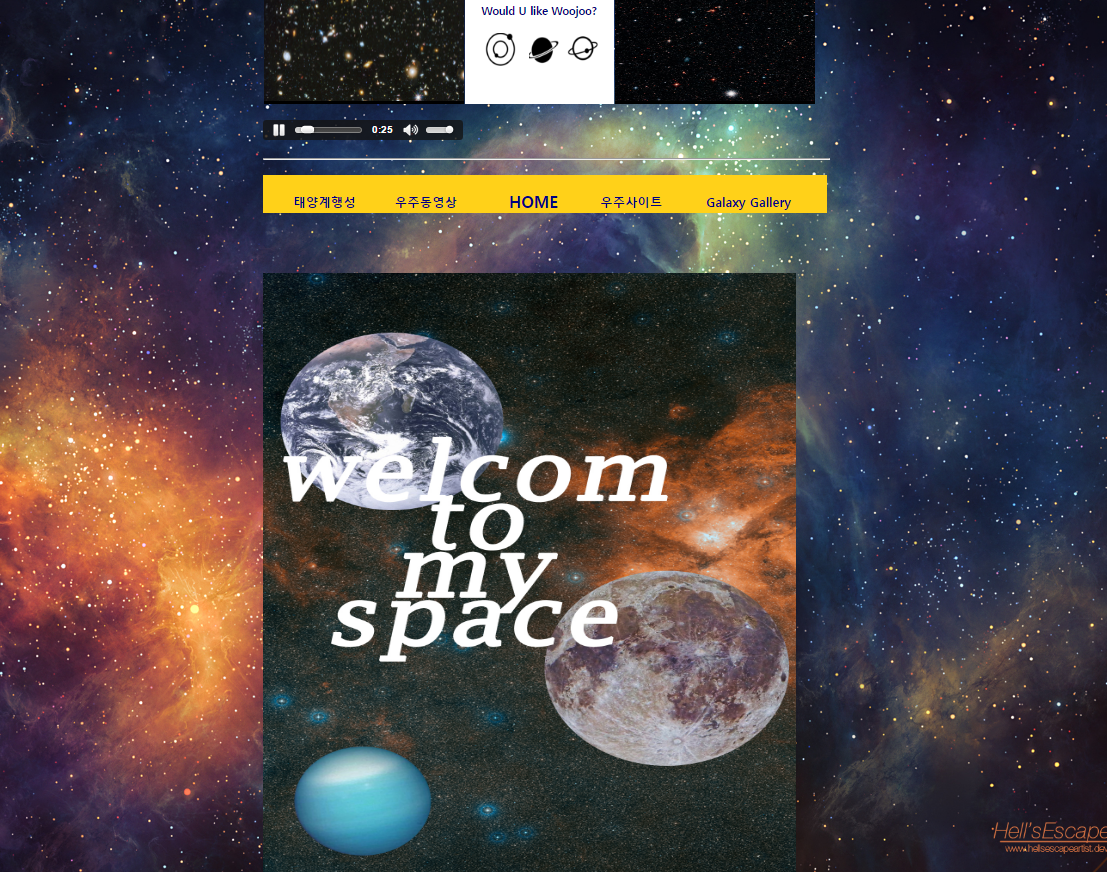 Would U like Woojoo?
0:25
태양계행성 우주동영상 HOME 우주사이트 Galaxy Gallery
welcom
to
my
space
Hell'sEscape
www.hellsescapeartist.dev